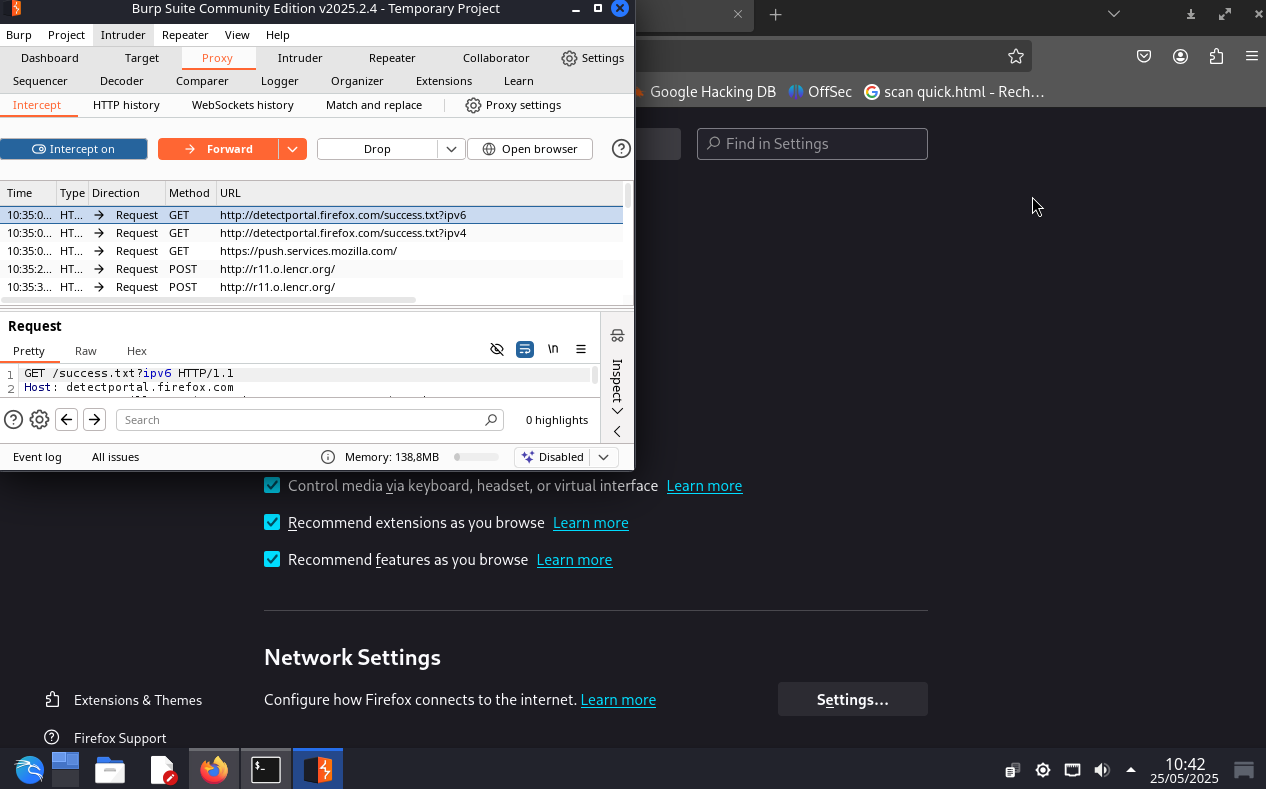 Burp Suite Community Edition v2025.2.4 - Temporary Project
Burp Project Intruder Repeater View Help
Dashboard Target Proxy Intruder Repeater Collaborator Settings
Sequencer Decoder Comparer Logger Organizer Extensions Learn
Intercept HTTP history WebSockets history Match and replace Proxy settings
Intercept on Forward Drop Open browser
Time Type Direction Method URL
10:35:0... HT... Request GET http://detectportal.firefox.com/success.txt?ipv6
10:35:0... HT... Request GET http://detectportal.firefox.com/success.txt?ipv4
10:35:0... HT... Request GET https://push.services.mozilla.com/
10:35:2... HT... Request POST http://r11.o.lencr.org/
10:35:3... HT... Request POST http://r11.o.lencr.org/
Request
Pretty Raw Hex
\n
Inspect
1 GET /success.txt?ipv6 HTTP/1.1
2 Host: detectportal.firefox.com
Search
0 highlights
Event log All issues Memory: 138,8MB Disabled
Google Hacking DB OffSec scan quick.html - Rech...
Find in Settings
Control media via keyboard, headset, or virtual interface Learn more
Recommend extensions as you browse Learn more
Recommend features as you browse Learn more
Network Settings
Configure how Firefox connects to the internet. Learn more Settings...
Extensions & Themes
Firefox Support
10:42
25/05/2025